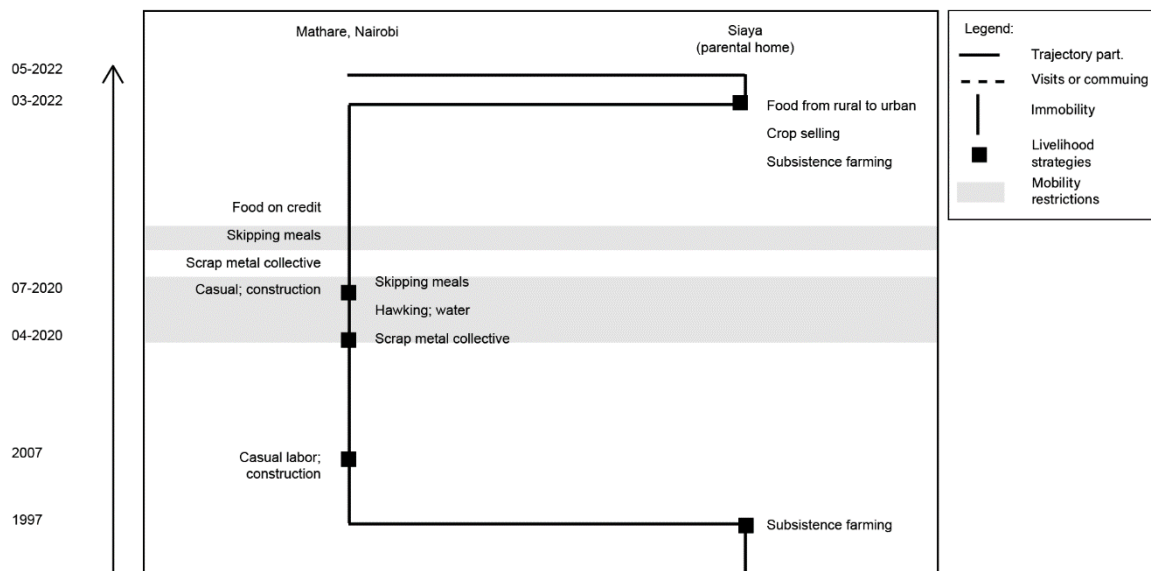 Mathare, Nairobi
Siaya
(parental home)
05-2022
03-2022
Food from rural to urban
Crop selling
Subsistence farming
Food on credit
Skipping meals
Scrap metal collective
07-2020
Casual; construction
Skipping meals
Hawking; water
04-2020
Scrap metal collective
2007
Casual labor;
construction
1997
Subsistence farming
Legend:
Trajectory part.
Visits or commuing
Immobility
Livelihood
strategies
Mobility
restrictions